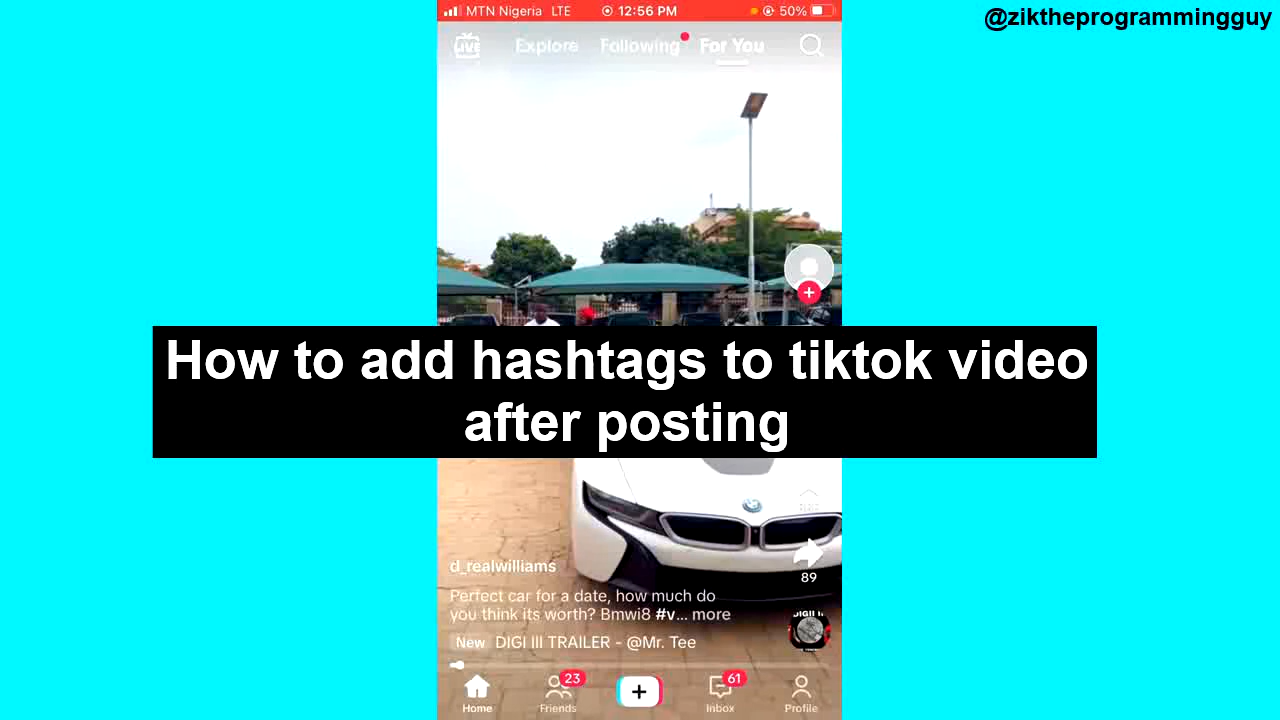 MTN Nigeria LTE 12:56 PM 50%
@ziktheprogrammingguy
LIVE Explore Following For You
How to add hashtags to tiktok video
after posting
89
d_realwilliams
Perfect car for a date, how much do
you think its worth? Bmwi8 #v... more
New DIGI III TRAILER - @Mr. Tee
23
61
Home Friends Inbox Profile